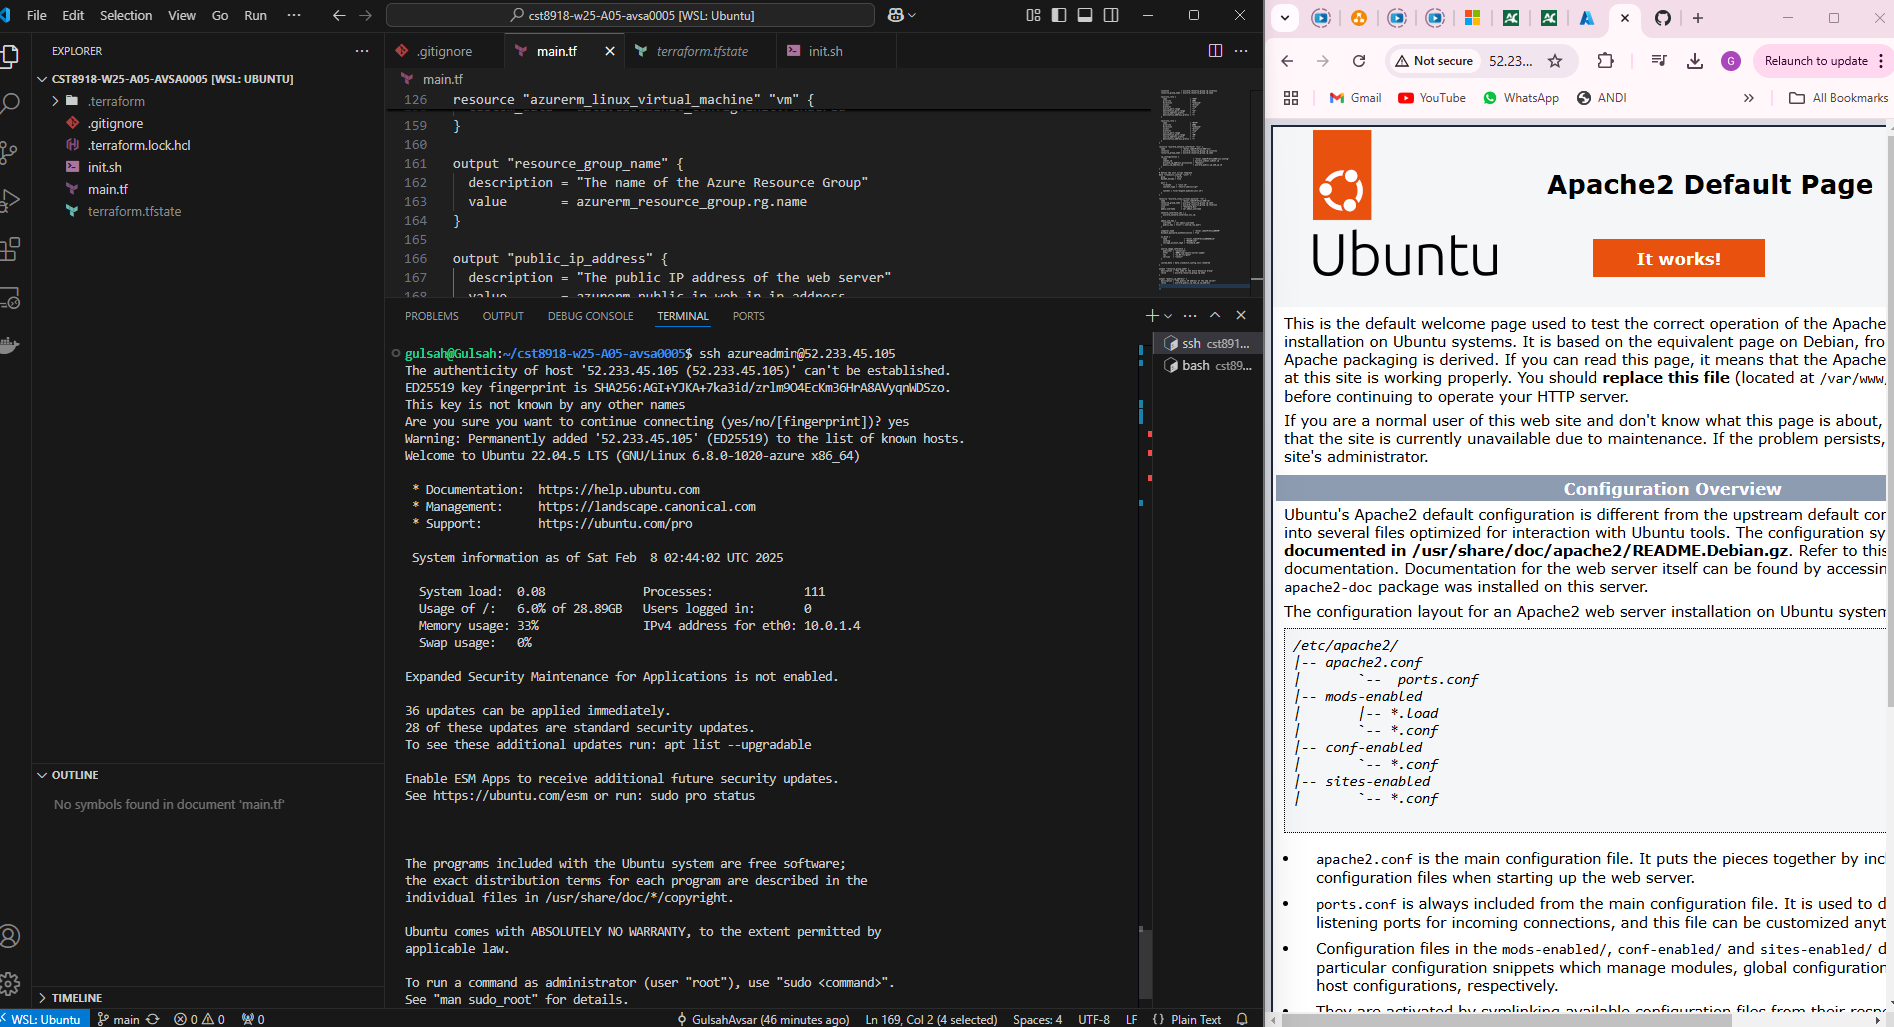 File Edit Selection View Go Run ··· cst8918-w25-A05-avsa0005 [WSL: Ubuntu]
EXPLORER
CST8918-W25-A05-AVSA0005 [WSL: UBUNTU]
.terraform
.gitignore
.terraform.lock.hcl
init.sh
main.tf
terraform.tfstate
OUTLINE
No symbols found in document 'main.tf'
TIMELINE
.gitignore main.tf terraform.tfstate init.sh
main.tf
126 resource "azurerm_linux_virtual_machine" "vm" {
159 }
160
161 output "resource_group_name" {
162 description = "The name of the Azure Resource Group"
163 value = azurerm_resource_group.rg.name
164 }
165
166 output "public_ip_address" {
167 description = "The public IP address of the web server"
168 value = azurerm_public_ip.web.ip_address
PROBLEMS OUTPUT DEBUG CONSOLE TERMINAL PORTS
ssh cst891...
bash cst89...
gulsah@Gulsah:~/cst8918-w25-A05-avsa0005$ ssh azureadmin@52.233.45.105
The authenticity of host '52.233.45.105 (52.233.45.105)' can't be established.
ED25519 key fingerprint is SHA256:AGI+YJKA+7ka3id/zrlm9O4EcKm36HrA8AVyqnWDSzo.
This key is not known by any other names
Are you sure you want to continue connecting (yes/no/[fingerprint])? yes
Warning: Permanently added '52.233.45.105' (ED25519) to the list of known hosts.
Welcome to Ubuntu 22.04.5 LTS (GNU/Linux 6.8.0-1020-azure x86_64)
* Documentation: https://help.ubuntu.com
* Management: https://landscape.canonical.com
* Support: https://ubuntu.com/pro
System information as of Sat Feb 8 02:44:02 UTC 2025
System load: 0.08 Processes: 111
Usage of /: 6.0% of 28.89GB Users logged in: 0
Memory usage: 33% IPv4 address for eth0: 10.0.1.4
Swap usage: 0%
Expanded Security Maintenance for Applications is not enabled.
36 updates can be applied immediately.
28 of these updates are standard security updates.
To see these additional updates run: apt list --upgradable
Enable ESM Apps to receive additional future security updates.
See https://ubuntu.com/esm or run: sudo pro status
The programs included with the Ubuntu system are free software;
the exact distribution terms for each program are described in the
individual files in /usr/share/doc/*/copyright.
Ubuntu comes with ABSOLUTELY NO WARRANTY, to the extent permitted by
applicable law.
To run a command as administrator (user "root"), use "sudo <command>".
See "man sudo_root" for details.
WSL: Ubuntu main 0 0 0 GulsahAvsar (46 minutes ago) Ln 169, Col 2 (4 selected) Spaces: 4 UTF-8 LF {} Plain Text
Not secure 52.23... G Relaunch to update
Gmail YouTube WhatsApp ANDI » All Bookmarks
Ubuntu
Apache2 Default Page
It works!
This is the default welcome page used to test the correct operation of the Apache
installation on Ubuntu systems. It is based on the equivalent page on Debian, fro
Apache packaging is derived. If you can read this page, it means that the Apache
at this site is working properly. You should replace this file (located at /var/www/
before continuing to operate your HTTP server.
If you are a normal user of this web site and don't know what this page is about,
that the site is currently unavailable due to maintenance. If the problem persists,
site's administrator.
Configuration Overview
Ubuntu's Apache2 default configuration is different from the upstream default con
into several files optimized for interaction with Ubuntu tools. The configuration sy
documented in /usr/share/doc/apache2/README.Debian.gz. Refer to this
documentation. Documentation for the web server itself can be found by accessin
apache2-doc package was installed on this server.
The configuration layout for an Apache2 web server installation on Ubuntu system
/etc/apache2/
|-- apache2.conf
| `-- ports.conf
|-- mods-enabled
| |-- *.load
| `-- *.conf
|-- conf-enabled
| `-- *.conf
|-- sites-enabled
| `-- *.conf
• apache2.conf is the main configuration file. It puts the pieces together by incl
configuration files when starting up the web server.
• ports.conf is always included from the main configuration file. It is used to d
listening ports for incoming connections, and this file can be customized anyt
• Configuration files in the mods-enabled/, conf-enabled/ and sites-enabled/ d
particular configuration snippets which manage modules, global configuration
host configurations, respectively.
• They are activated by symlinking available configuration files from their resp